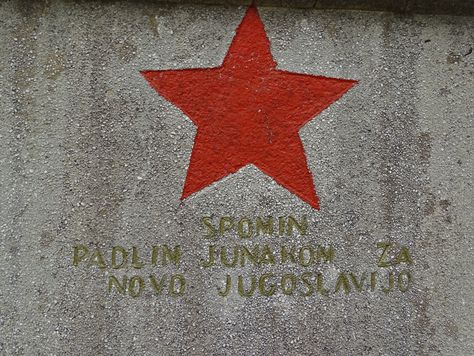 SPOMIN
PADLIM JUNAKOM ZA
NOVO JUGOSLAVIJO